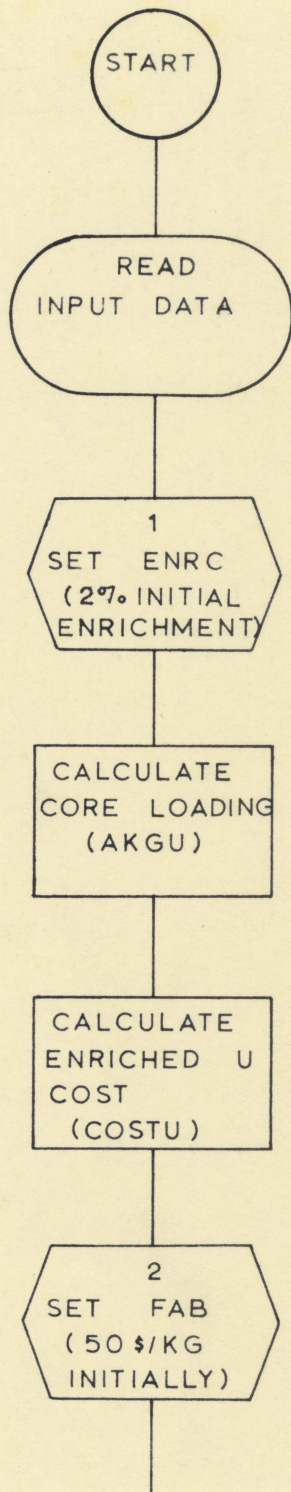 START
READ
INPUT DATA
1
SET ENRC
(2% INITIAL
ENRICHMENT)
CALCULATE
CORE LOADING
(AKGU)
CALCULATE
ENRICHED U
COST
(COSTU)
2
SET FAB
(50 $/KG
INITIALLY)